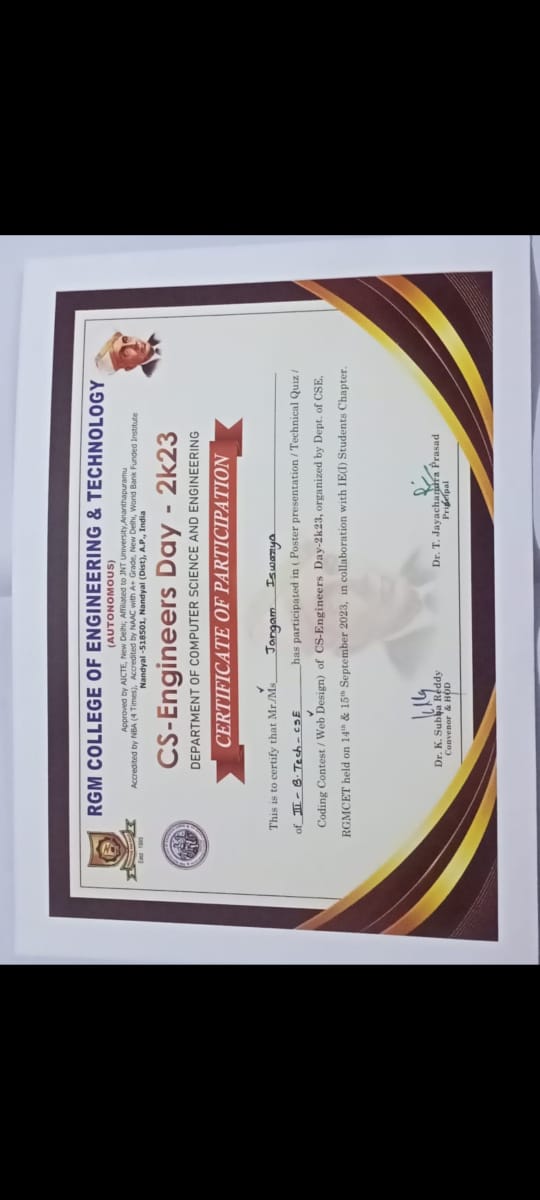 RGM COLLEGE OF ENGINEERING & TECHNOLOGY
(AUTONOMOUS)
Approved by AICTE, New Delhi; Affiliated to JNT University,Ananthapuramu
Accredited by NBA (4 Times), Accredited by NAAC with A+ Grade, New Delhi, World Bank Funded Institute
Nandyal -518501, Nandyal (Dist), A.P., India
Estd 1995
CS-Engineers Day - 2k23
DEPARTMENT OF COMPUTER SCIENCE AND ENGINEERING
CERTIFICATE OF PARTICIPATION
This is to certify that Mr./Ms Jangam Iswarya
of III - B.Tech - CSE has participated in ( Poster presentation / Technical Quiz /
Coding Contest / Web Design) of CS-Engineers Day-2k23, organized by Dept. of CSE,
RGMCET held on 14th & 15th September 2023, in collaboration with IE(I) Students Chapter.
Dr. K. Subba Reddy
Convenor & HOD
Dr. T. Jayachandra Prasad
Principal